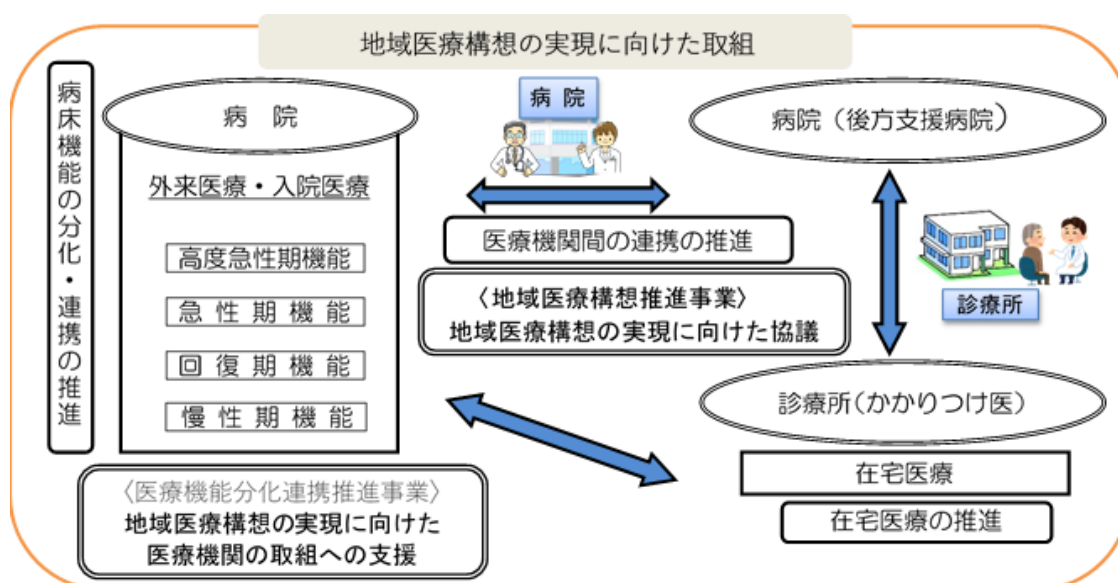 地域医療構想の実現に向けた取組
病床機能の分化・連携の推進
病院
外来医療・入院医療
高度急性期機能
急性期機能
回復期機能
慢性期機能
〈医療機能分化連携推進事業〉
地域医療構想の実現に向けた
医療機関の取組への支援
病院
医療機関間の連携の推進
〈地域医療構想推進事業〉
地域医療構想の実現に向けた協議
病院（後方支援病院）
診療所
診療所(かかりつけ医)
在宅医療
在宅医療の推進